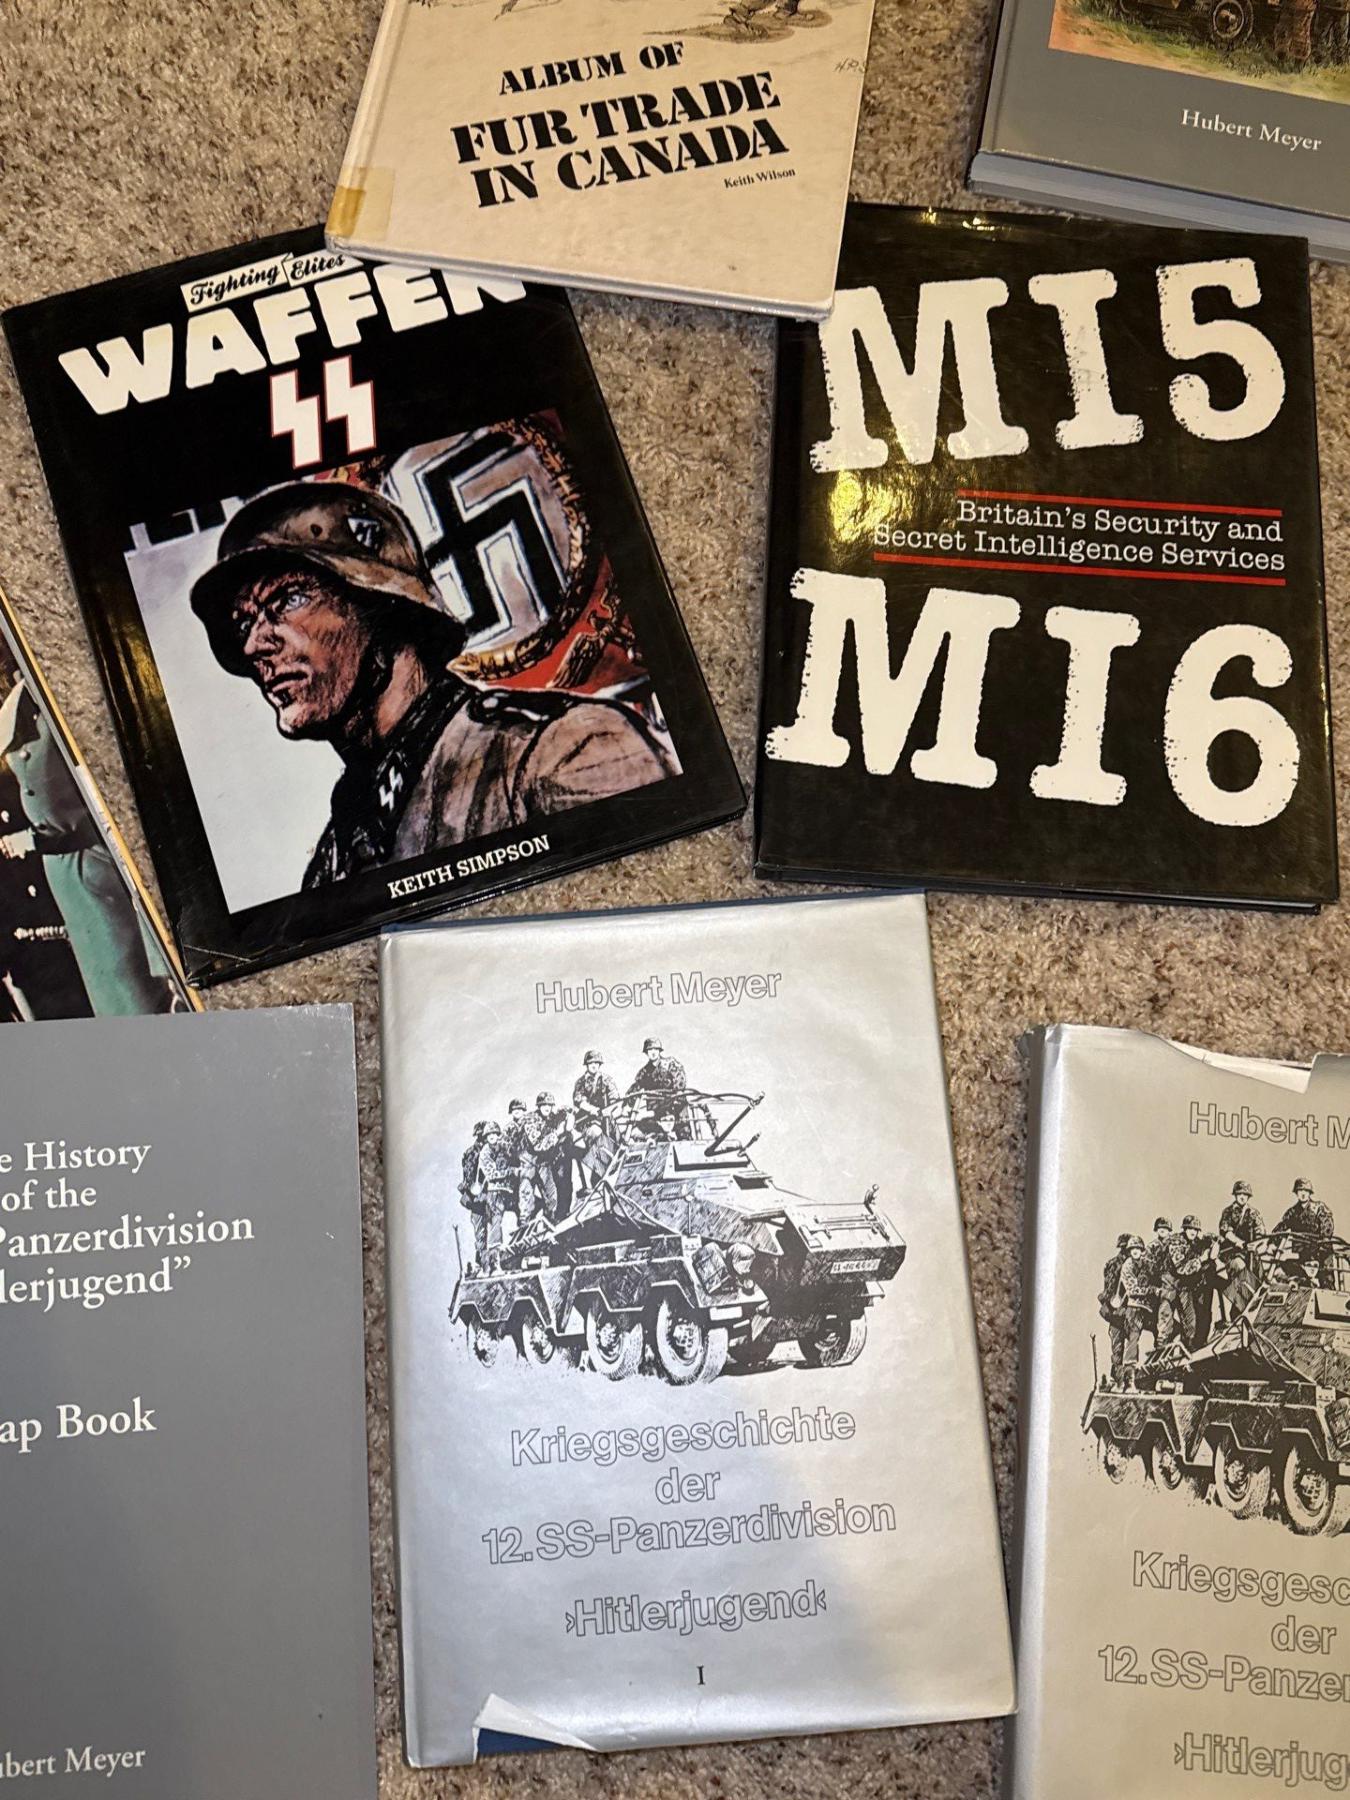 ALBUM OF
FUR TRADE
IN CANADA
Keith Wilson
Hubert Meyer
Fighting Elites
WAFFEN
SS
KEITH SIMPSON
MI5
Britain's Security and
Secret Intelligence Services
MI6
Hubert Meyer
Kriegsgeschichte
der
12.SS-Panzerdivision
›Hitlerjugend‹
I
e History
of the
Panzerdivision
lerjugend”
ap Book
bert Meyer
Hubert M
Kriegsgesc
der
12.SS-Panze
›Hitlerjug